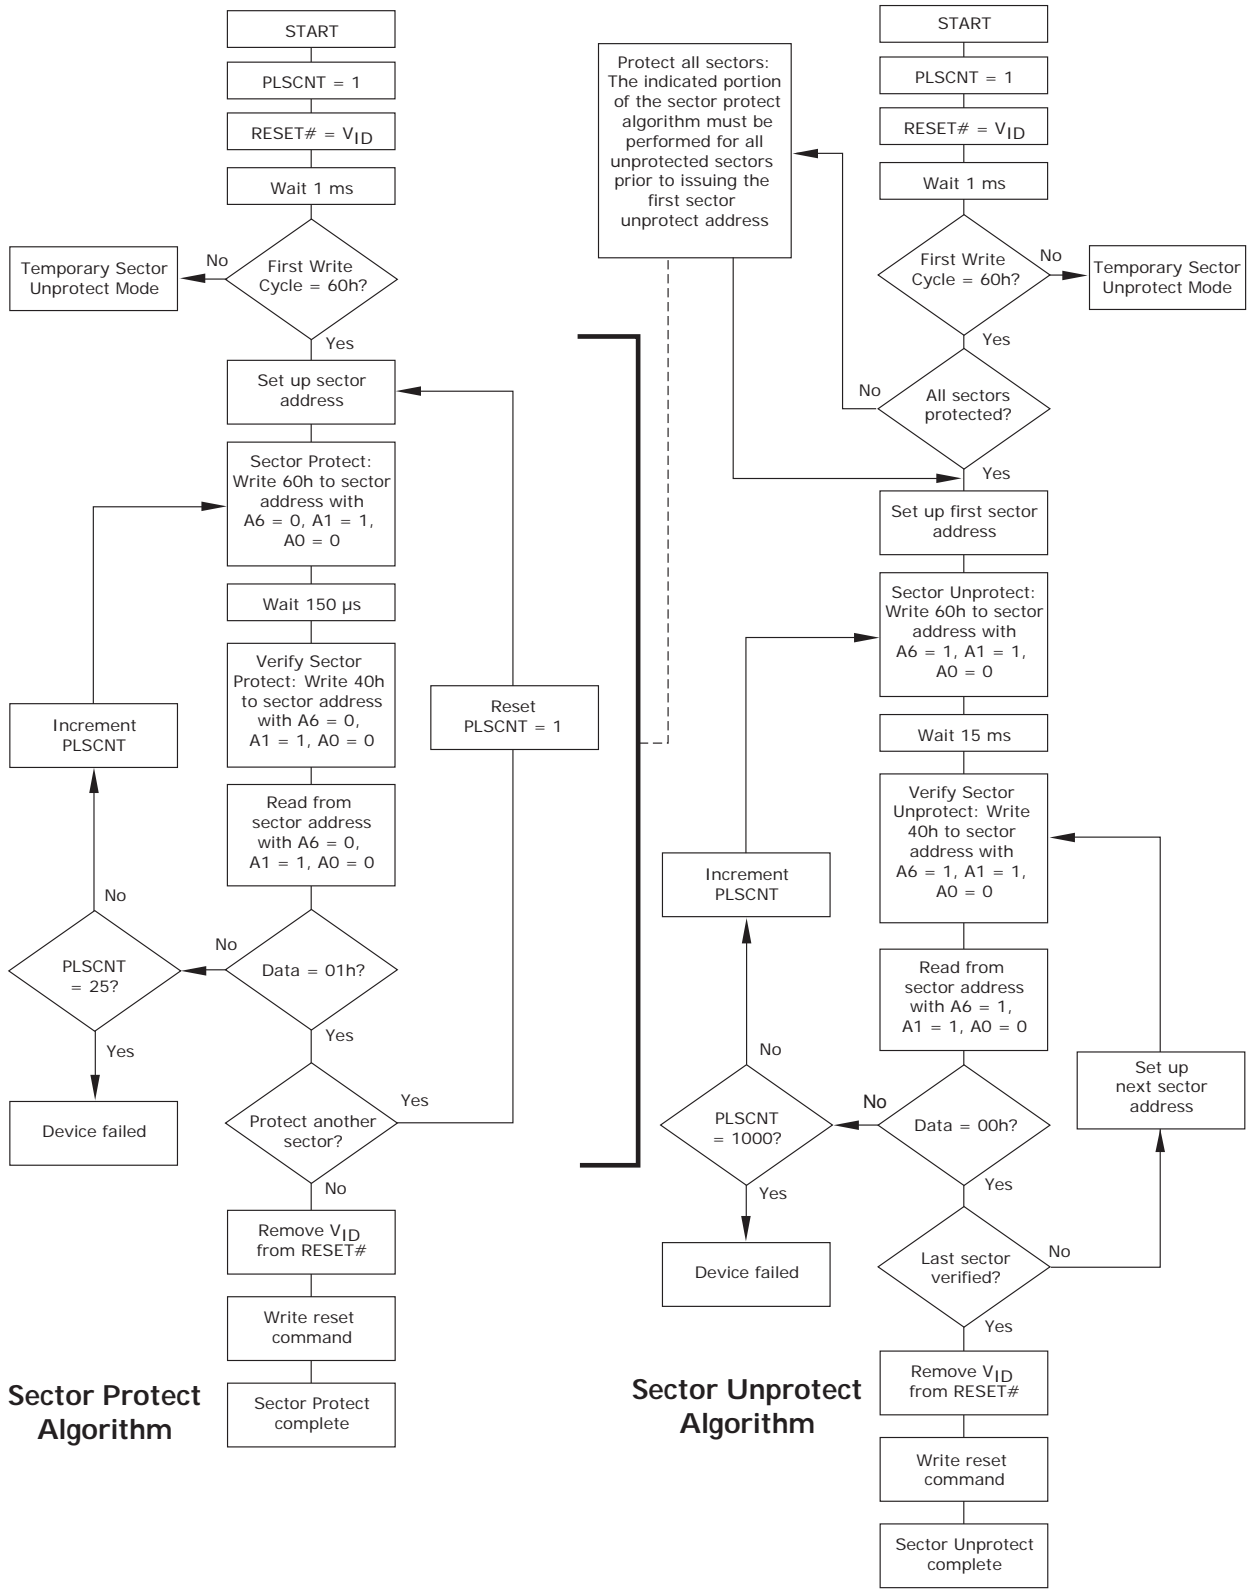 START
PLSCNT = 1
RESET# = VID
Wait 1 ms
First Write
Cycle = 60h?
No
Temporary Sector
Unprotect Mode
Yes
Set up sector
address
Sector Protect:
Write 60h to sector
address with
A6 = 0, A1 = 1,
A0 = 0
Wait 150 µs
Verify Sector
Protect: Write 40h
to sector address
with A6 = 0,
A1 = 1, A0 = 0
Reset
PLSCNT = 1
Increment
PLSCNT
Read from
sector address
with A6 = 0,
A1 = 1, A0 = 0
No
No
PLSCNT
= 25?
Data = 01h?
Yes
Yes
Device failed
Protect another
sector?
Yes
No
Remove VID
from RESET#
Write reset
command
Sector Protect
complete
Sector Protect
Algorithm
Protect all sectors:
The indicated portion
of the sector protect
algorithm must be
performed for all
unprotected sectors
prior to issuing the
first sector
unprotect address
START
PLSCNT = 1
RESET# = VID
Wait 1 ms
First Write
Cycle = 60h?
No
Temporary Sector
Unprotect Mode
Yes
No
All sectors
protected?
Yes
Set up first sector
address
Sector Unprotect:
Write 60h to sector
address with
A6 = 1, A1 = 1,
A0 = 0
Wait 15 ms
Verify Sector
Unprotect: Write
40h to sector
address with
A6 = 1, A1 = 1,
A0 = 0
Increment
PLSCNT
Read from
sector address
with A6 = 1,
A1 = 1, A0 = 0
No
No
Set up
next sector
address
PLSCNT
= 1000?
Data = 00h?
Yes
Yes
Device failed
Last sector
verified?
No
Yes
Remove VID
from RESET#
Write reset
command
Sector Unprotect
complete
Sector Unprotect
Algorithm